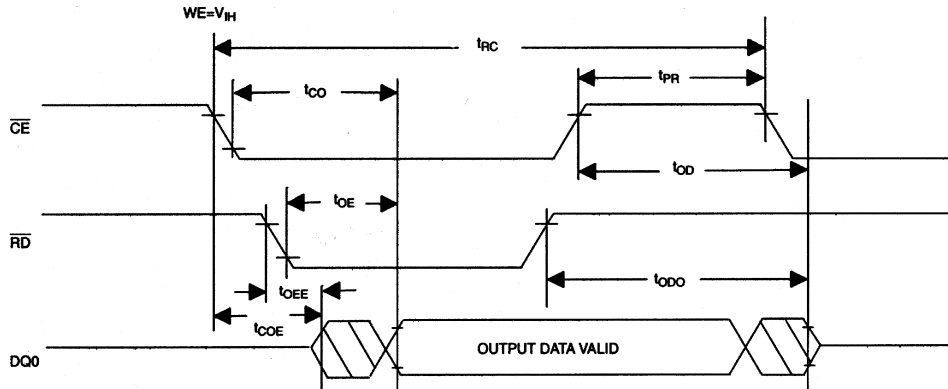 WE=VIH
tRC
tPR
tCO
CE
tOD
tOE
RD
tODO
tOEE
tCOE
DQ0
OUTPUT DATA VALID